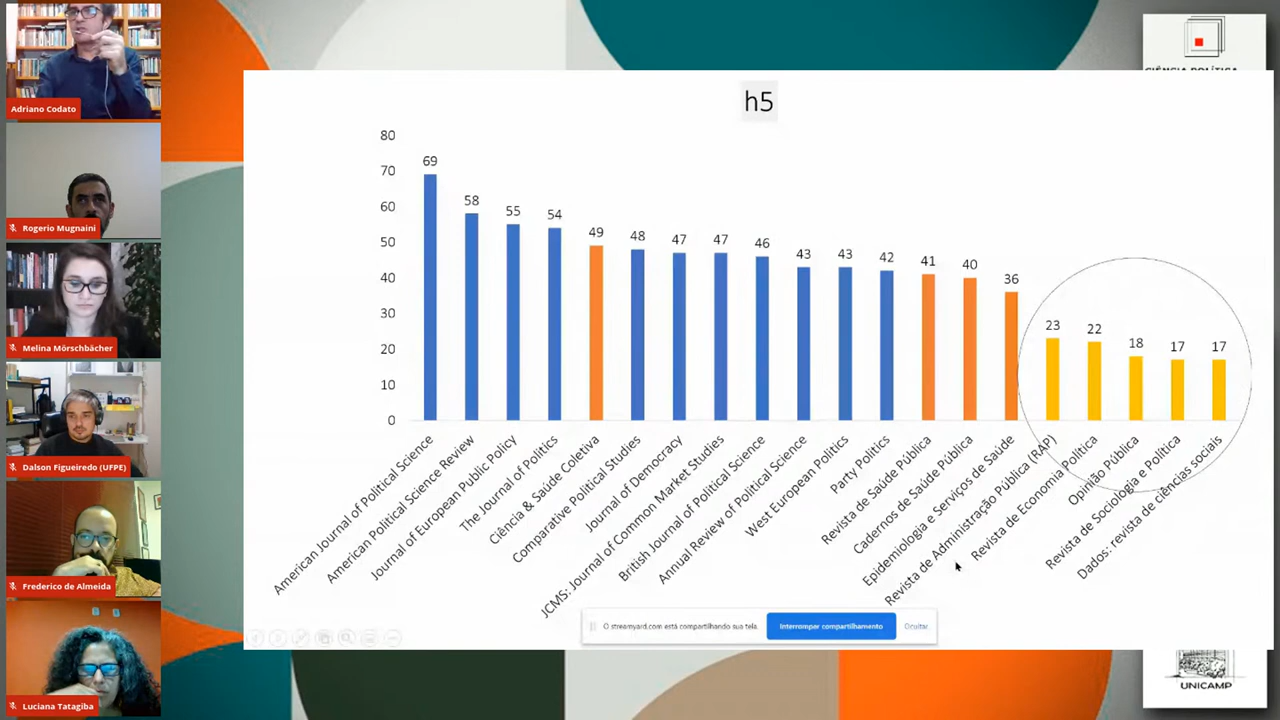 Adriano Codato
Rogerio Mugnaini
Melina Mörschbächer
Dalson Figueiredo (UFPE)
Frederico de Almeida
Luciana Tatagiba
CIÊNCIA POLÍTICA
h5
80
70
60
50
40
30
20
10
0
69
58
55
54
49
48
47
47
46
43
43
42
41
40
36
23
22
18
17
17
American Journal of Political Science
American Political Science Review
Journal of European Public Policy
The Journal of Politics
Ciência & Saúde Coletiva
Comparative Political Studies
Journal of Democracy
JCMS: Journal of Common Market Studies
British Journal of Political Science
Annual Review of Political Science
West European Politics
Party Politics
Revista de Saúde Pública
Cadernos de Saúde Pública
Epidemiologia e Serviços de Saúde
Revista de Administração Pública (RAP)
Revista de Economia Política
Opinião Pública
Revista de Sociologia e Política
Dados: revista de ciências sociais
O streamyard.com está compartilhando sua tela.
Interromper compartilhamento
Ocultar
UNICAMP